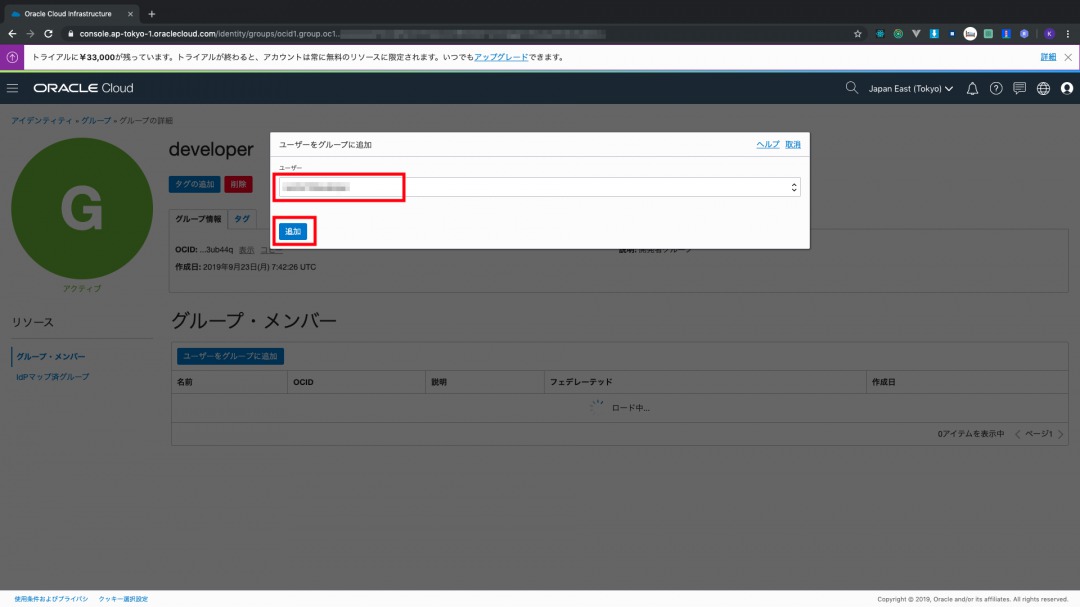 Oracle Cloud Infrastructure
console.ap-tokyo-1.oraclecloud.com/identity/groups/ocid1.group.oc1..
トライアルに¥33,000が残っています。トライアルが終わると、アカウントは常に無料のリソースに限定されます。いつでもアップグレードできます。 詳細
ORACLE Cloud Japan East (Tokyo)
アイデンティティ » グループ » グループの詳細
developer
ユーザーをグループに追加 ヘルプ 取消
ユーザー
タグの追加 削除
追加
グループ情報 タグ
G
OCID: ...3ub44q 表示 コピー 説明: 開発者グループ
作成日: 2019年9月23日(月) 7:42:26 UTC
アクティブ
リソース
グループ・メンバー
IdPマップ済グループ
グループ・メンバー
ユーザーをグループに追加
名前 OCID 説明 フェデレーテッド 作成日
ロード中...
0アイテムを表示中 ページ1
使用条件およびプライバシ クッキー選択設定 Copyright © 2019, Oracle and/or its affiliates. All rights reserved.